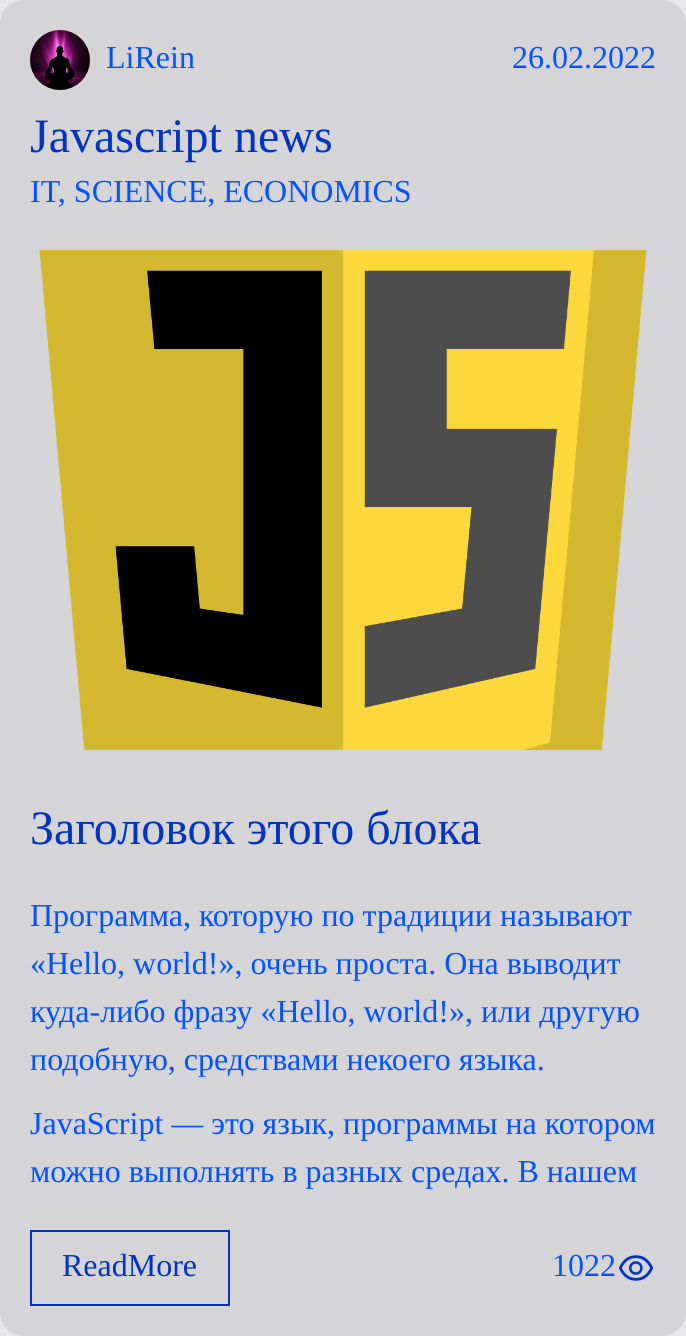 LiRein
26.02.2022
Javascript news
IT, SCIENCE, ECONOMICS
JS
Заголовок этого блока
Программа, которую по традиции называют
«Hello, world!», очень проста. Она выводит
куда-либо фразу «Hello, world!», или другую
подобную, средствами некоего языка.
JavaScript — это язык, программы на котором
можно выполнять в разных средах. В нашем
ReadMore
1022